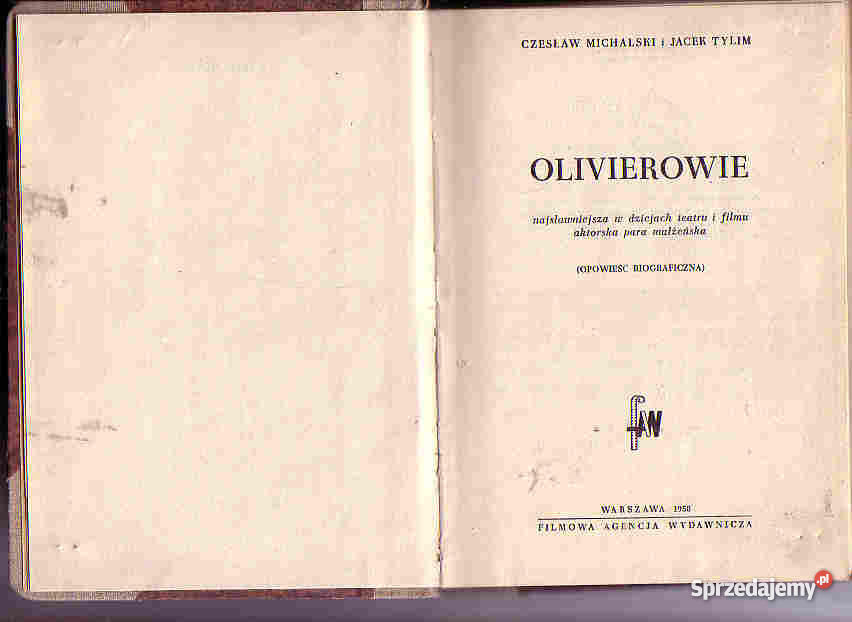 CZESŁAW MICHALSKI i JACEK TYLIM
OLIVIEROWIE
najsławniejsza w dziejach teatru i filmu
aktorska para małżeńska
(OPOWIEŚĆ BIOGRAFICZNA)
fAW
WARSZAWA 1958
FILMOWA AGENCJA WYDAWNICZA
Sprzedajemy.pl